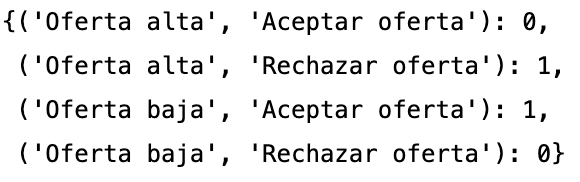 {('Oferta alta', 'Aceptar oferta'): 0,
('Oferta alta', 'Rechazar oferta'): 1,
('Oferta baja', 'Aceptar oferta'): 1,
('Oferta baja', 'Rechazar oferta'): 0}